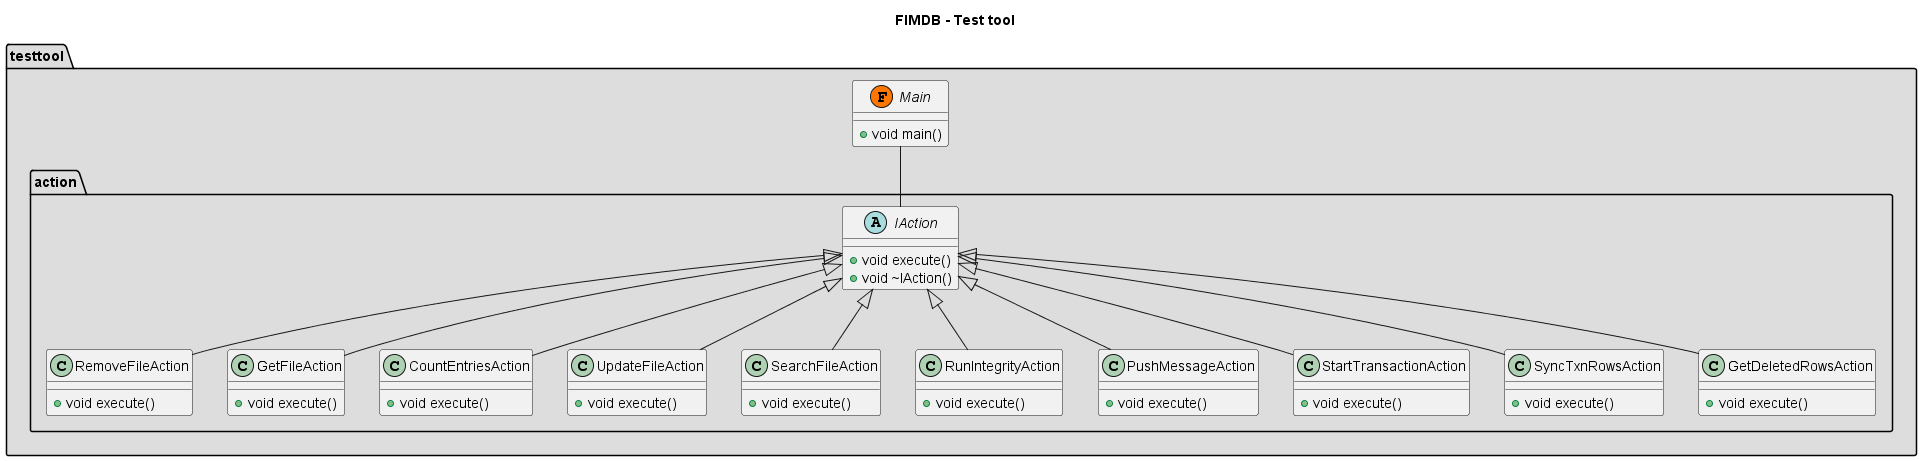 FIMDB - Test tool
testtool
F Main
void main()
action
A IAction
void execute()
void ~IAction()
C RemoveFileAction
void execute()
C GetFileAction
void execute()
C CountEntriesAction
void execute()
C UpdateFileAction
void execute()
C SearchFileAction
void execute()
C RunIntegrityAction
void execute()
C PushMessageAction
void execute()
C StartTransactionAction
void execute()
C SyncTxnRowsAction
void execute()
C GetDeletedRowsAction
void execute()